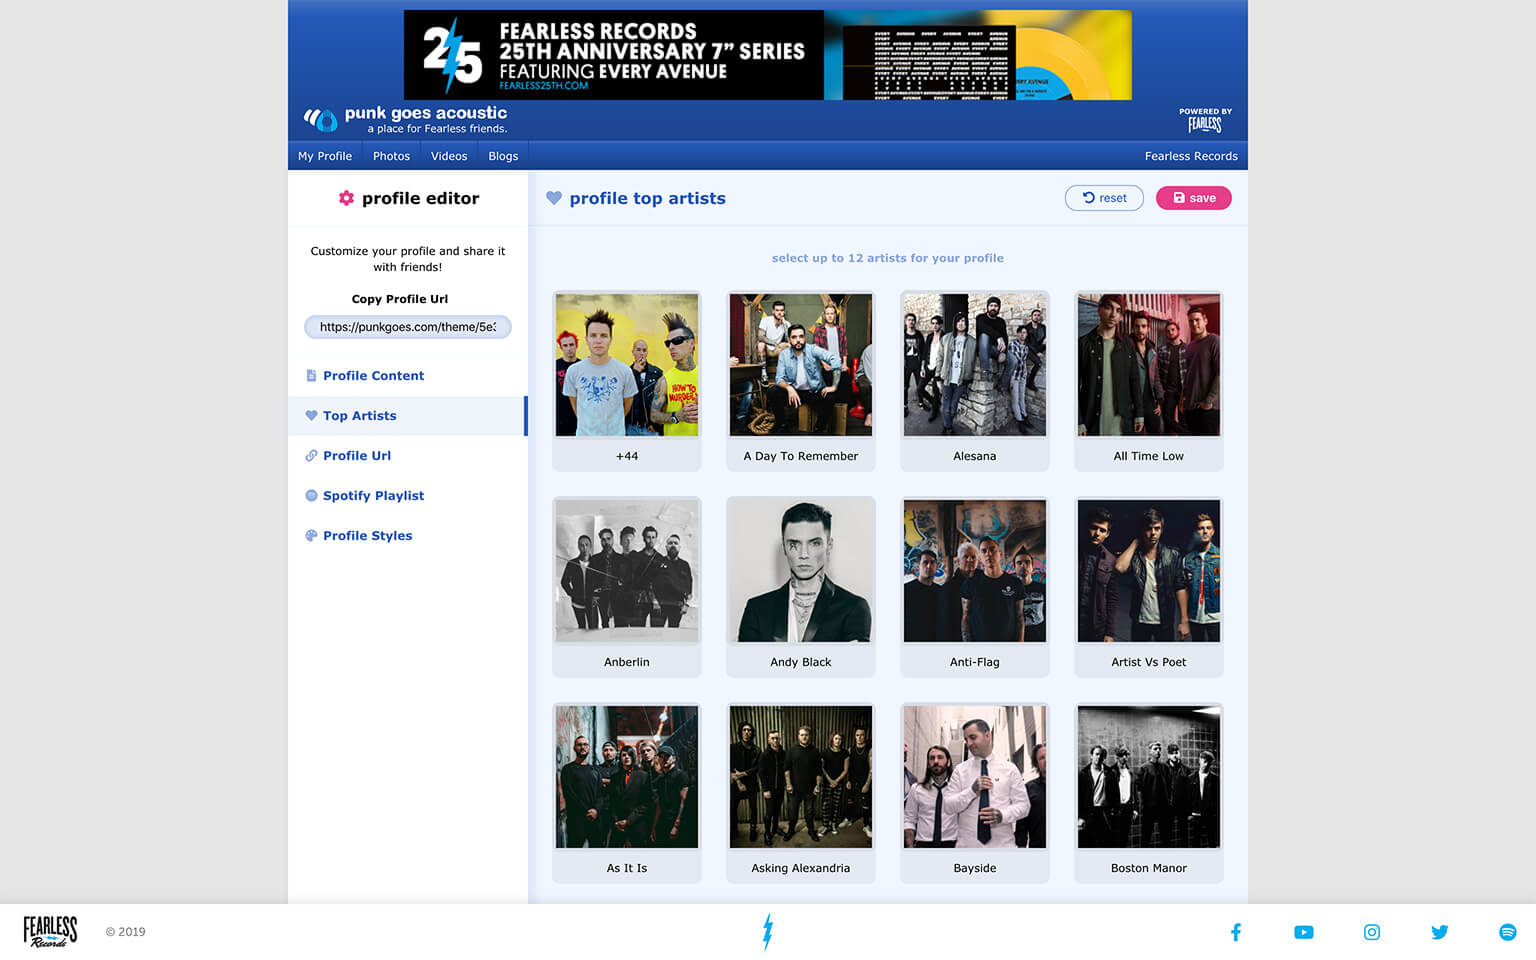 25
FEARLESS RECORDS
25TH ANNIVERSARY 7” SERIES
FEATURING EVERY AVENUE
FEARLESS25TH.COM
punk goes acoustic
a place for Fearless friends.
POWERED BY
FEARLESS
My Profile
Photos
Videos
Blogs
Fearless Records
profile editor
profile top artists
reset
save
Customize your profile and share it
with friends!
Copy Profile Url
https://punkgoes.com/theme/5e3
Profile Content
Top Artists
Profile Url
Spotify Playlist
Profile Styles
select up to 12 artists for your profile
HOW TO
MURDER
+44
A Day To Remember
Alesana
All Time Low
Anberlin
Andy Black
Anti-Flag
Artist Vs Poet
As It Is
Asking Alexandria
Bayside
Boston Manor
FEARLESS
Records
© 2019